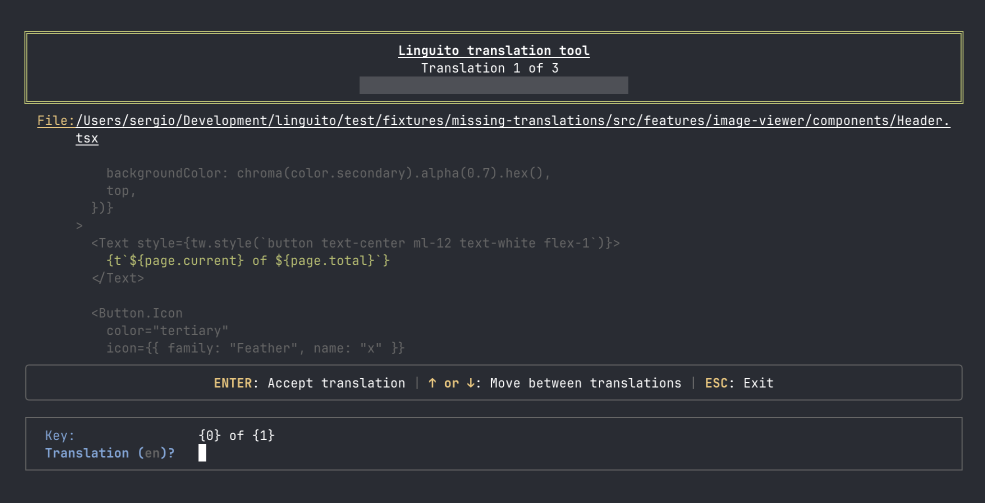 Linguito translation tool
Translation 1 of 3
File:/Users/sergio/Development/linguito/test/fixtures/missing-translations/src/features/image-viewer/components/Header.
tsx
backgroundColor: chroma(color.secondary).alpha(0.7).hex(),
top,
})}
>
<Text style={tw.style(`button text-center ml-12 text-white flex-1`)}>
{t`${page.current} of ${page.total}`}
</Text>
<Button.Icon
color="tertiary"
icon={{ family: "Feather", name: "x" }}
ENTER: Accept translation | ↑ or ↓: Move between translations | ESC: Exit
Key: {0} of {1}
Translation (en)?